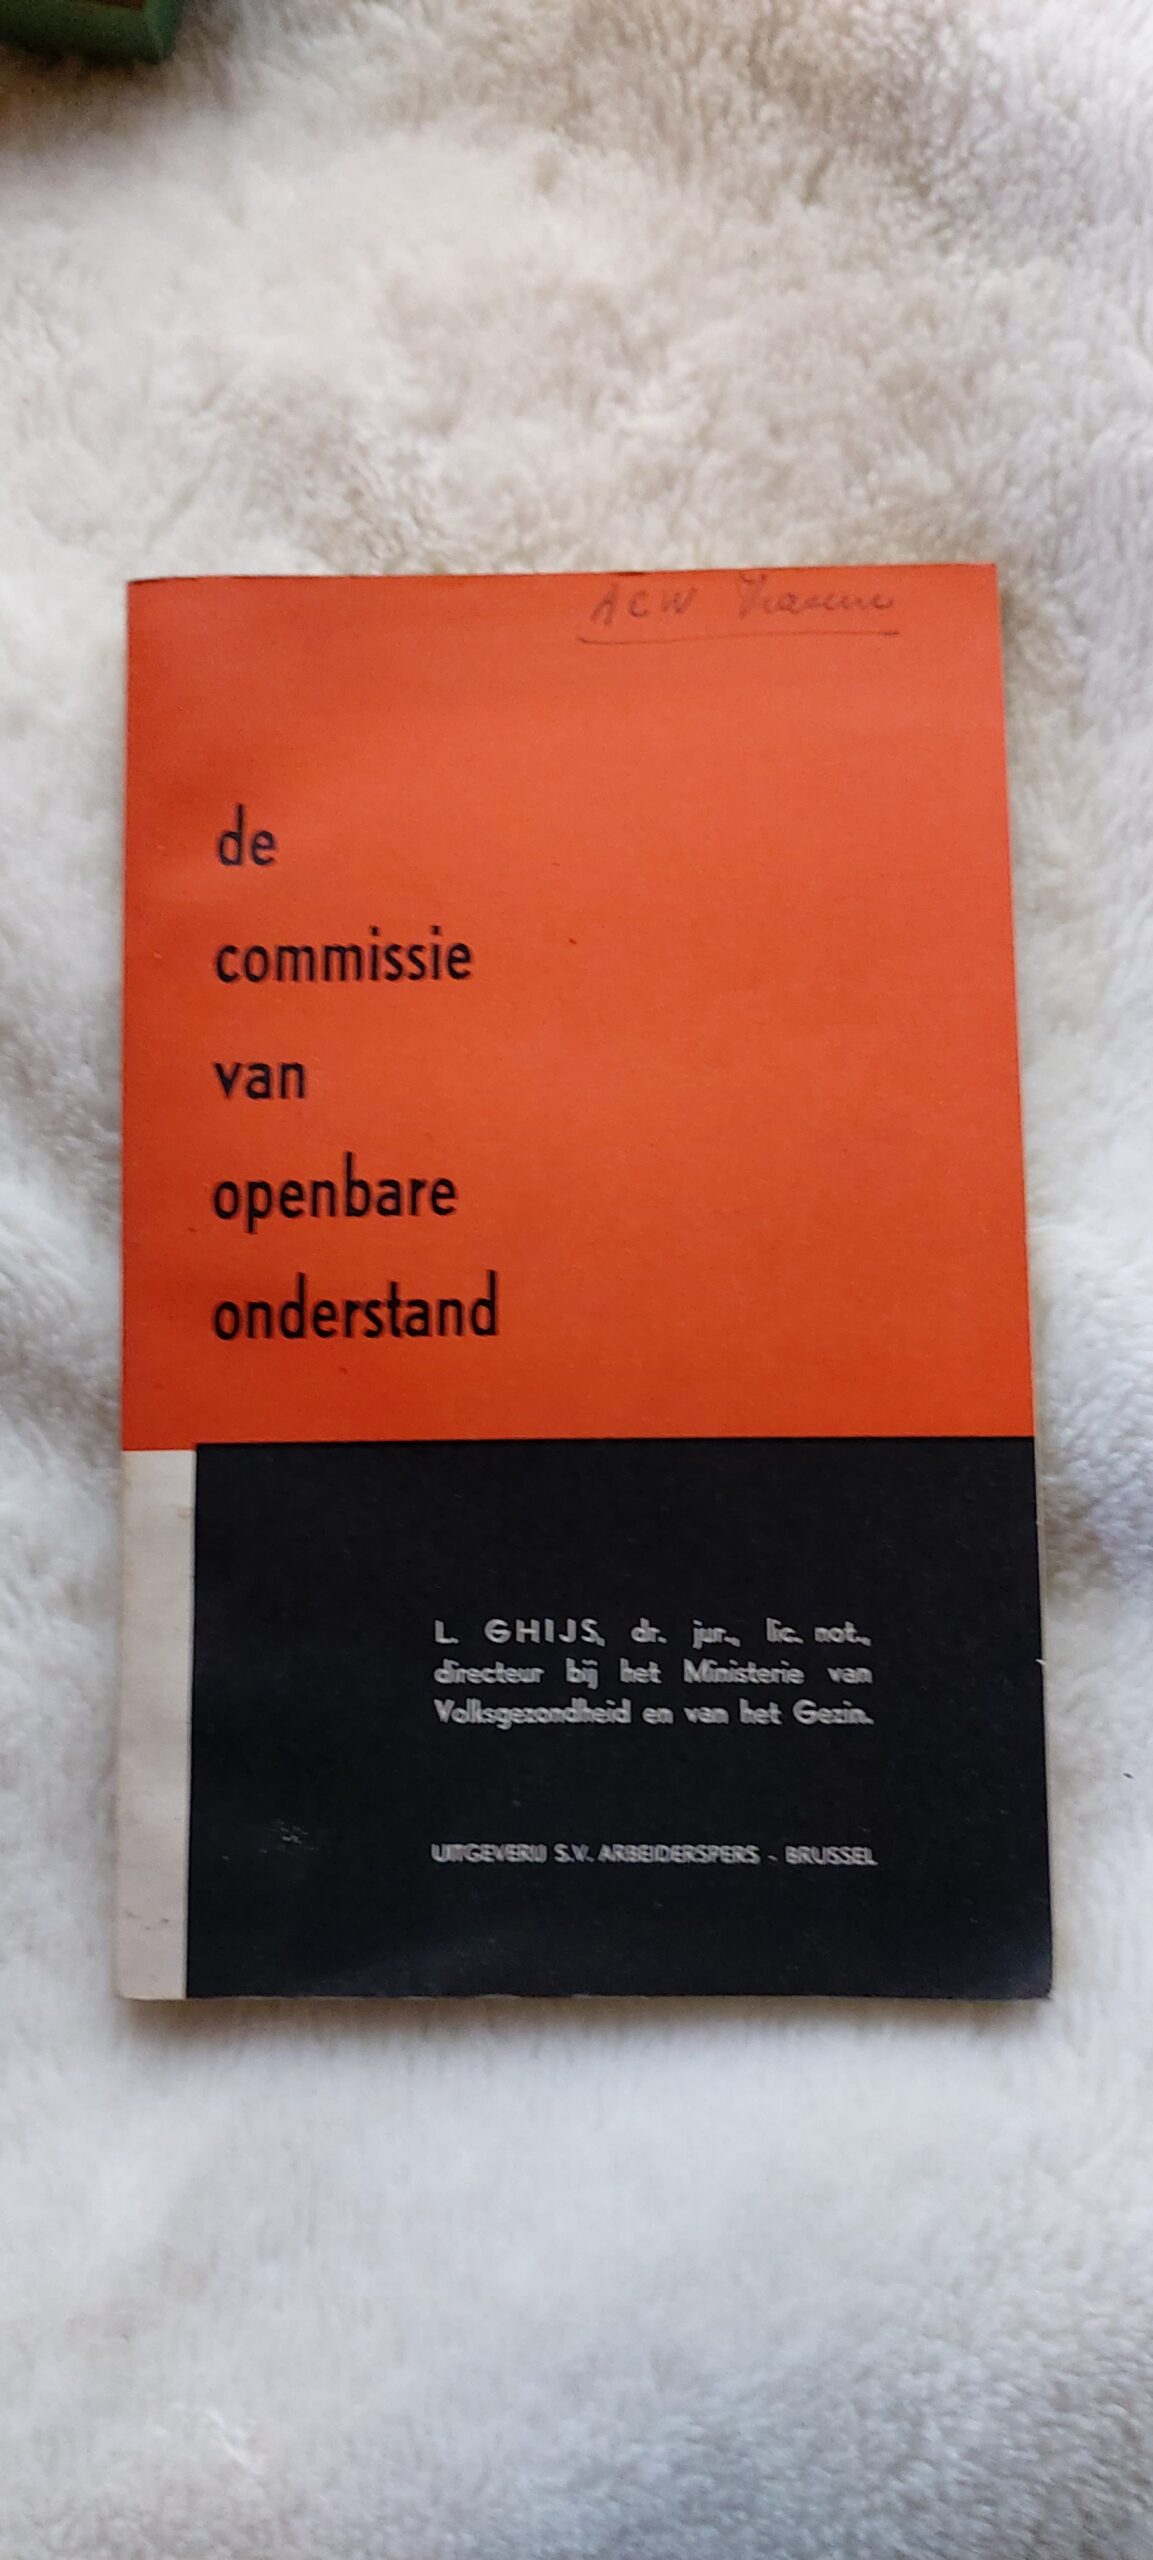 ACW
de
commissie
van
openbare
onderstand
L. GHIJS, dr. jur., lic. not.,
directeur bij het Ministerie van
Volksgezondheid en van het Gezin.
UITGEVERIJ S.V. ARBEIDERSPERS - BRUSSEL